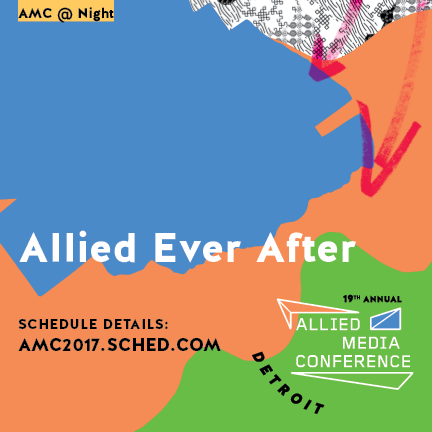 AMC @ Night
Allied Ever After
SCHEDULE DETAILS:
AMC2017.SCHED.COM
19TH ANNUAL
ALLIED
MEDIA
CONFERENCE
DETROIT